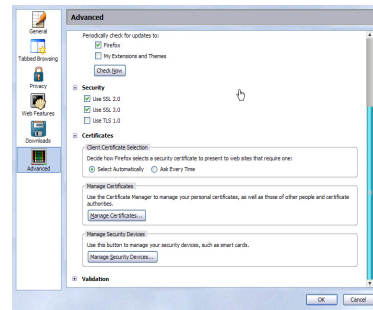 Advanced
General
Tabbed Browsing
Privacy
Web Features
Downloads
Advanced
Periodically check for updates to:
Firefox
My Extensions and Themes
Check Now
Security
Use SSL 2.0
Use SSL 3.0
Use TLS 1.0
Certificates
Client Certificate Selection
Decide how Firefox selects a security certificate to present to web sites that require one:
Select Automatically Ask Every Time
Manage Certificates
Use the Certificate Manager to manage your personal certificates, as well as those of other people and certificate
authorities.
Manage Certificates...
Manage Security Devices
Use this button to manage your security devices, such as smart cards.
Manage Security Devices...
Validation
OK Cancel